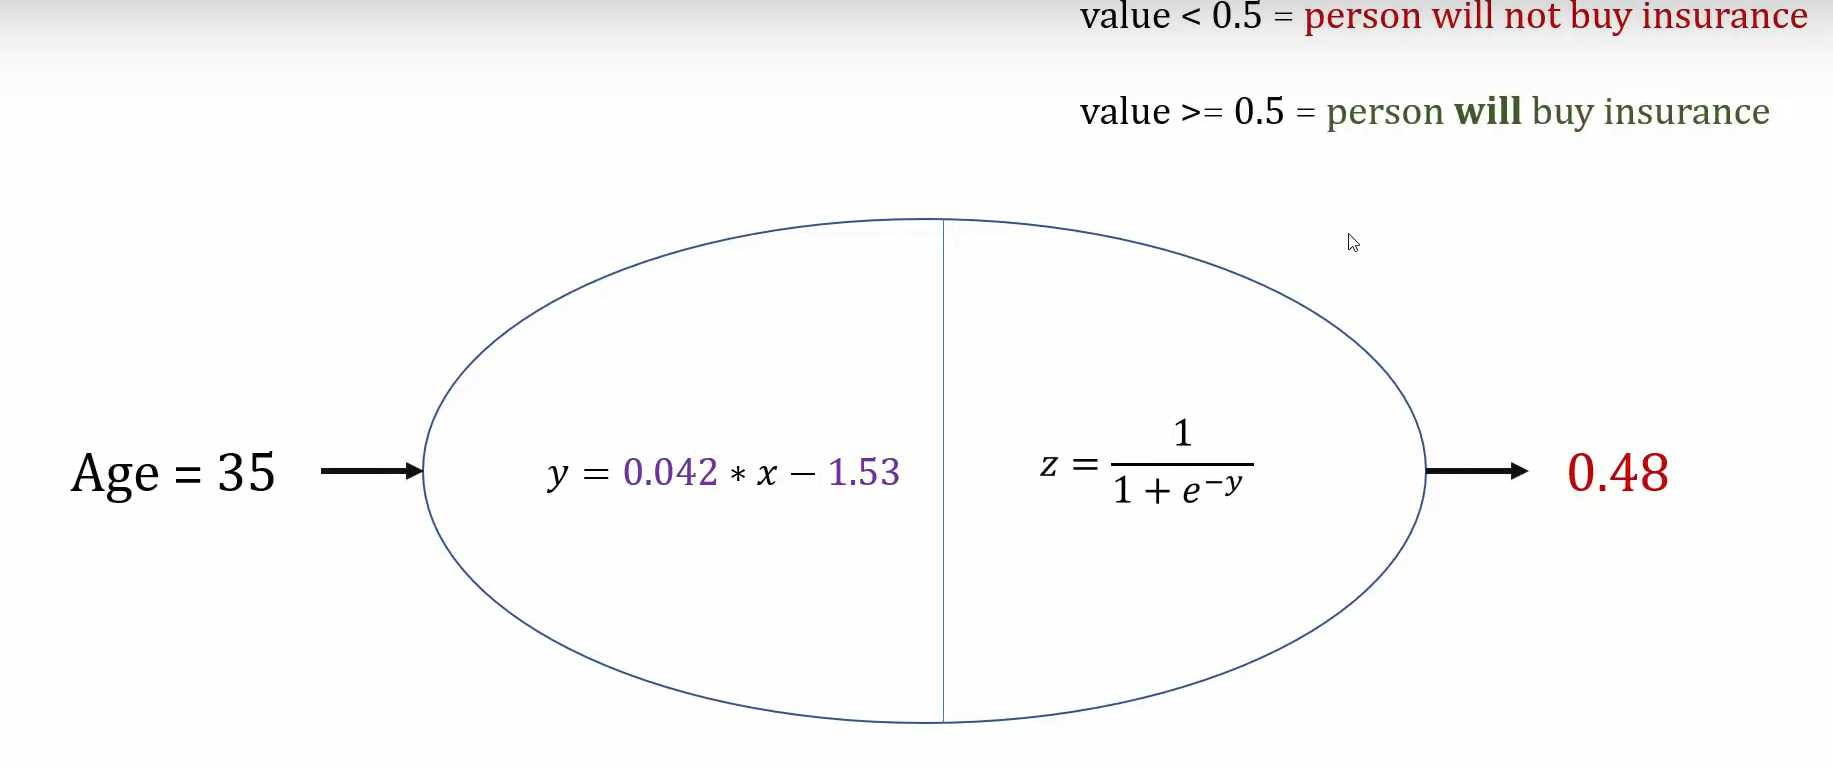 value < 0.5 = person will not buy insurance
value >= 0.5 = person will buy insurance
Age = 35
y = 0.042 * x − 1.53
z = 1 / (1 + e^−y)
0.48